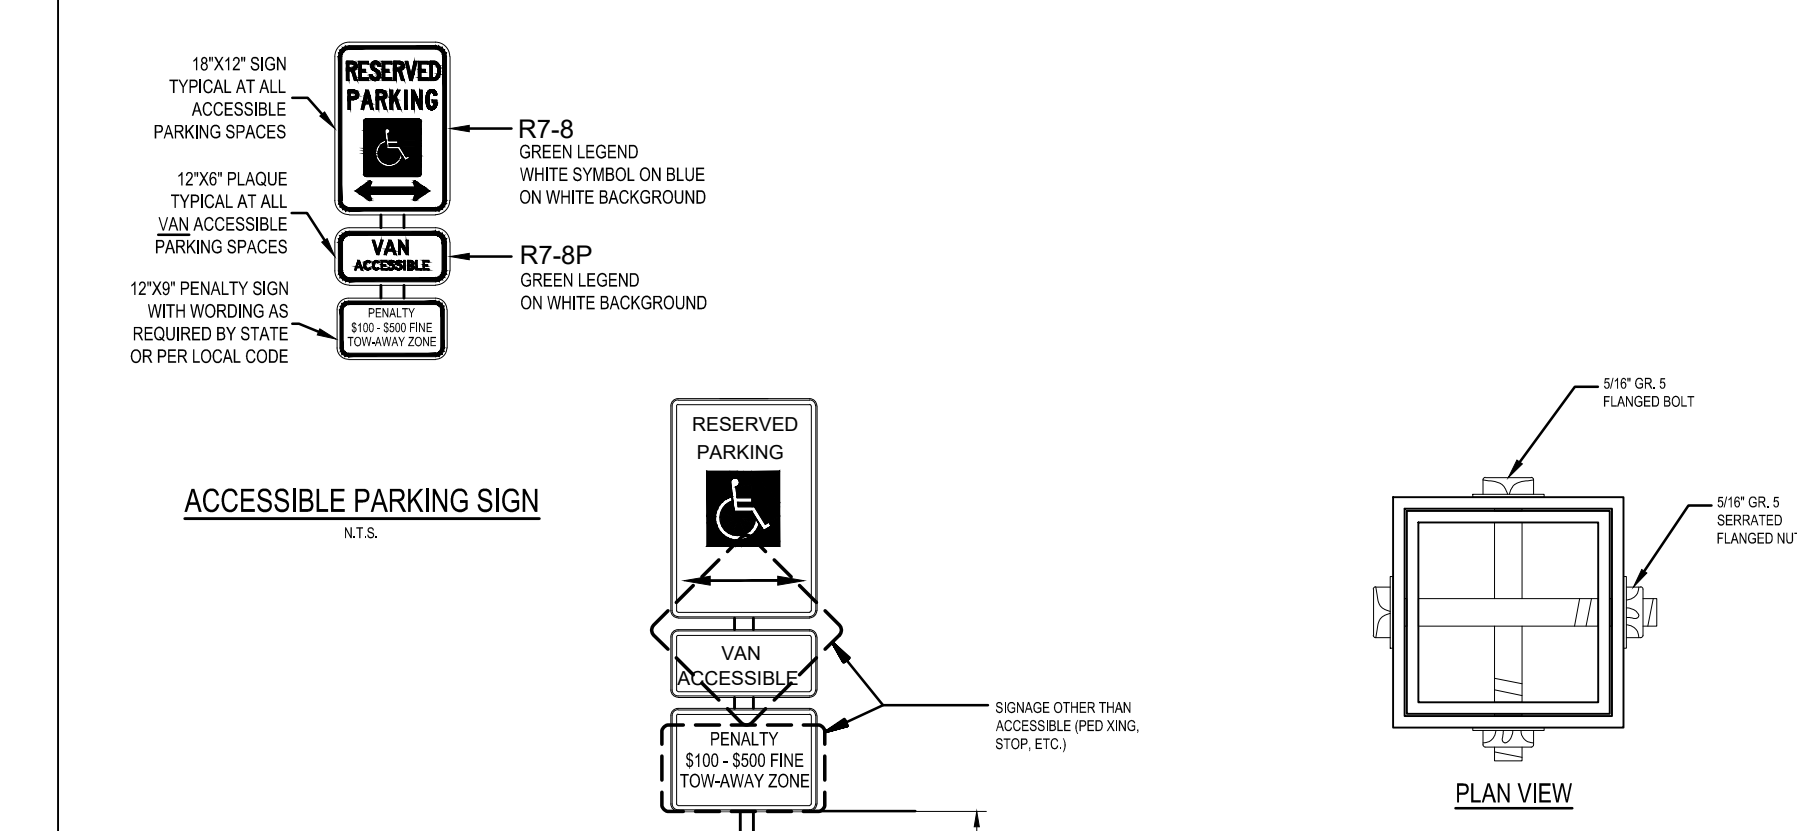 18"X12" SIGN
TYPICAL AT ALL
ACCESSIBLE
PARKING SPACES
12"X6" PLAQUE
TYPICAL AT ALL
VAN ACCESSIBLE
PARKING SPACES
12"X9" PENALTY SIGN
WITH WORDING AS
REQUIRED BY STATE
OR PER LOCAL CODE
RESERVED
PARKING
VAN
ACCESSIBLE
PENALTY
$100 - $500 FINE
TOW-AWAY ZONE
R7-8
GREEN LEGEND
WHITE SYMBOL ON BLUE
ON WHITE BACKGROUND
R7-8P
GREEN LEGEND
ON WHITE BACKGROUND
ACCESSIBLE PARKING SIGN
N.T.S.
RESERVED
PARKING
VAN
ACCESSIBLE
PENALTY
$100 - $500 FINE
TOW-AWAY ZONE
SIGNAGE OTHER THAN
ACCESSIBLE (PED XING,
STOP, ETC.)
5/16" GR. 5
FLANGED BOLT
5/16" GR. 5
SERRATED
FLANGED NUT
PLAN VIEW